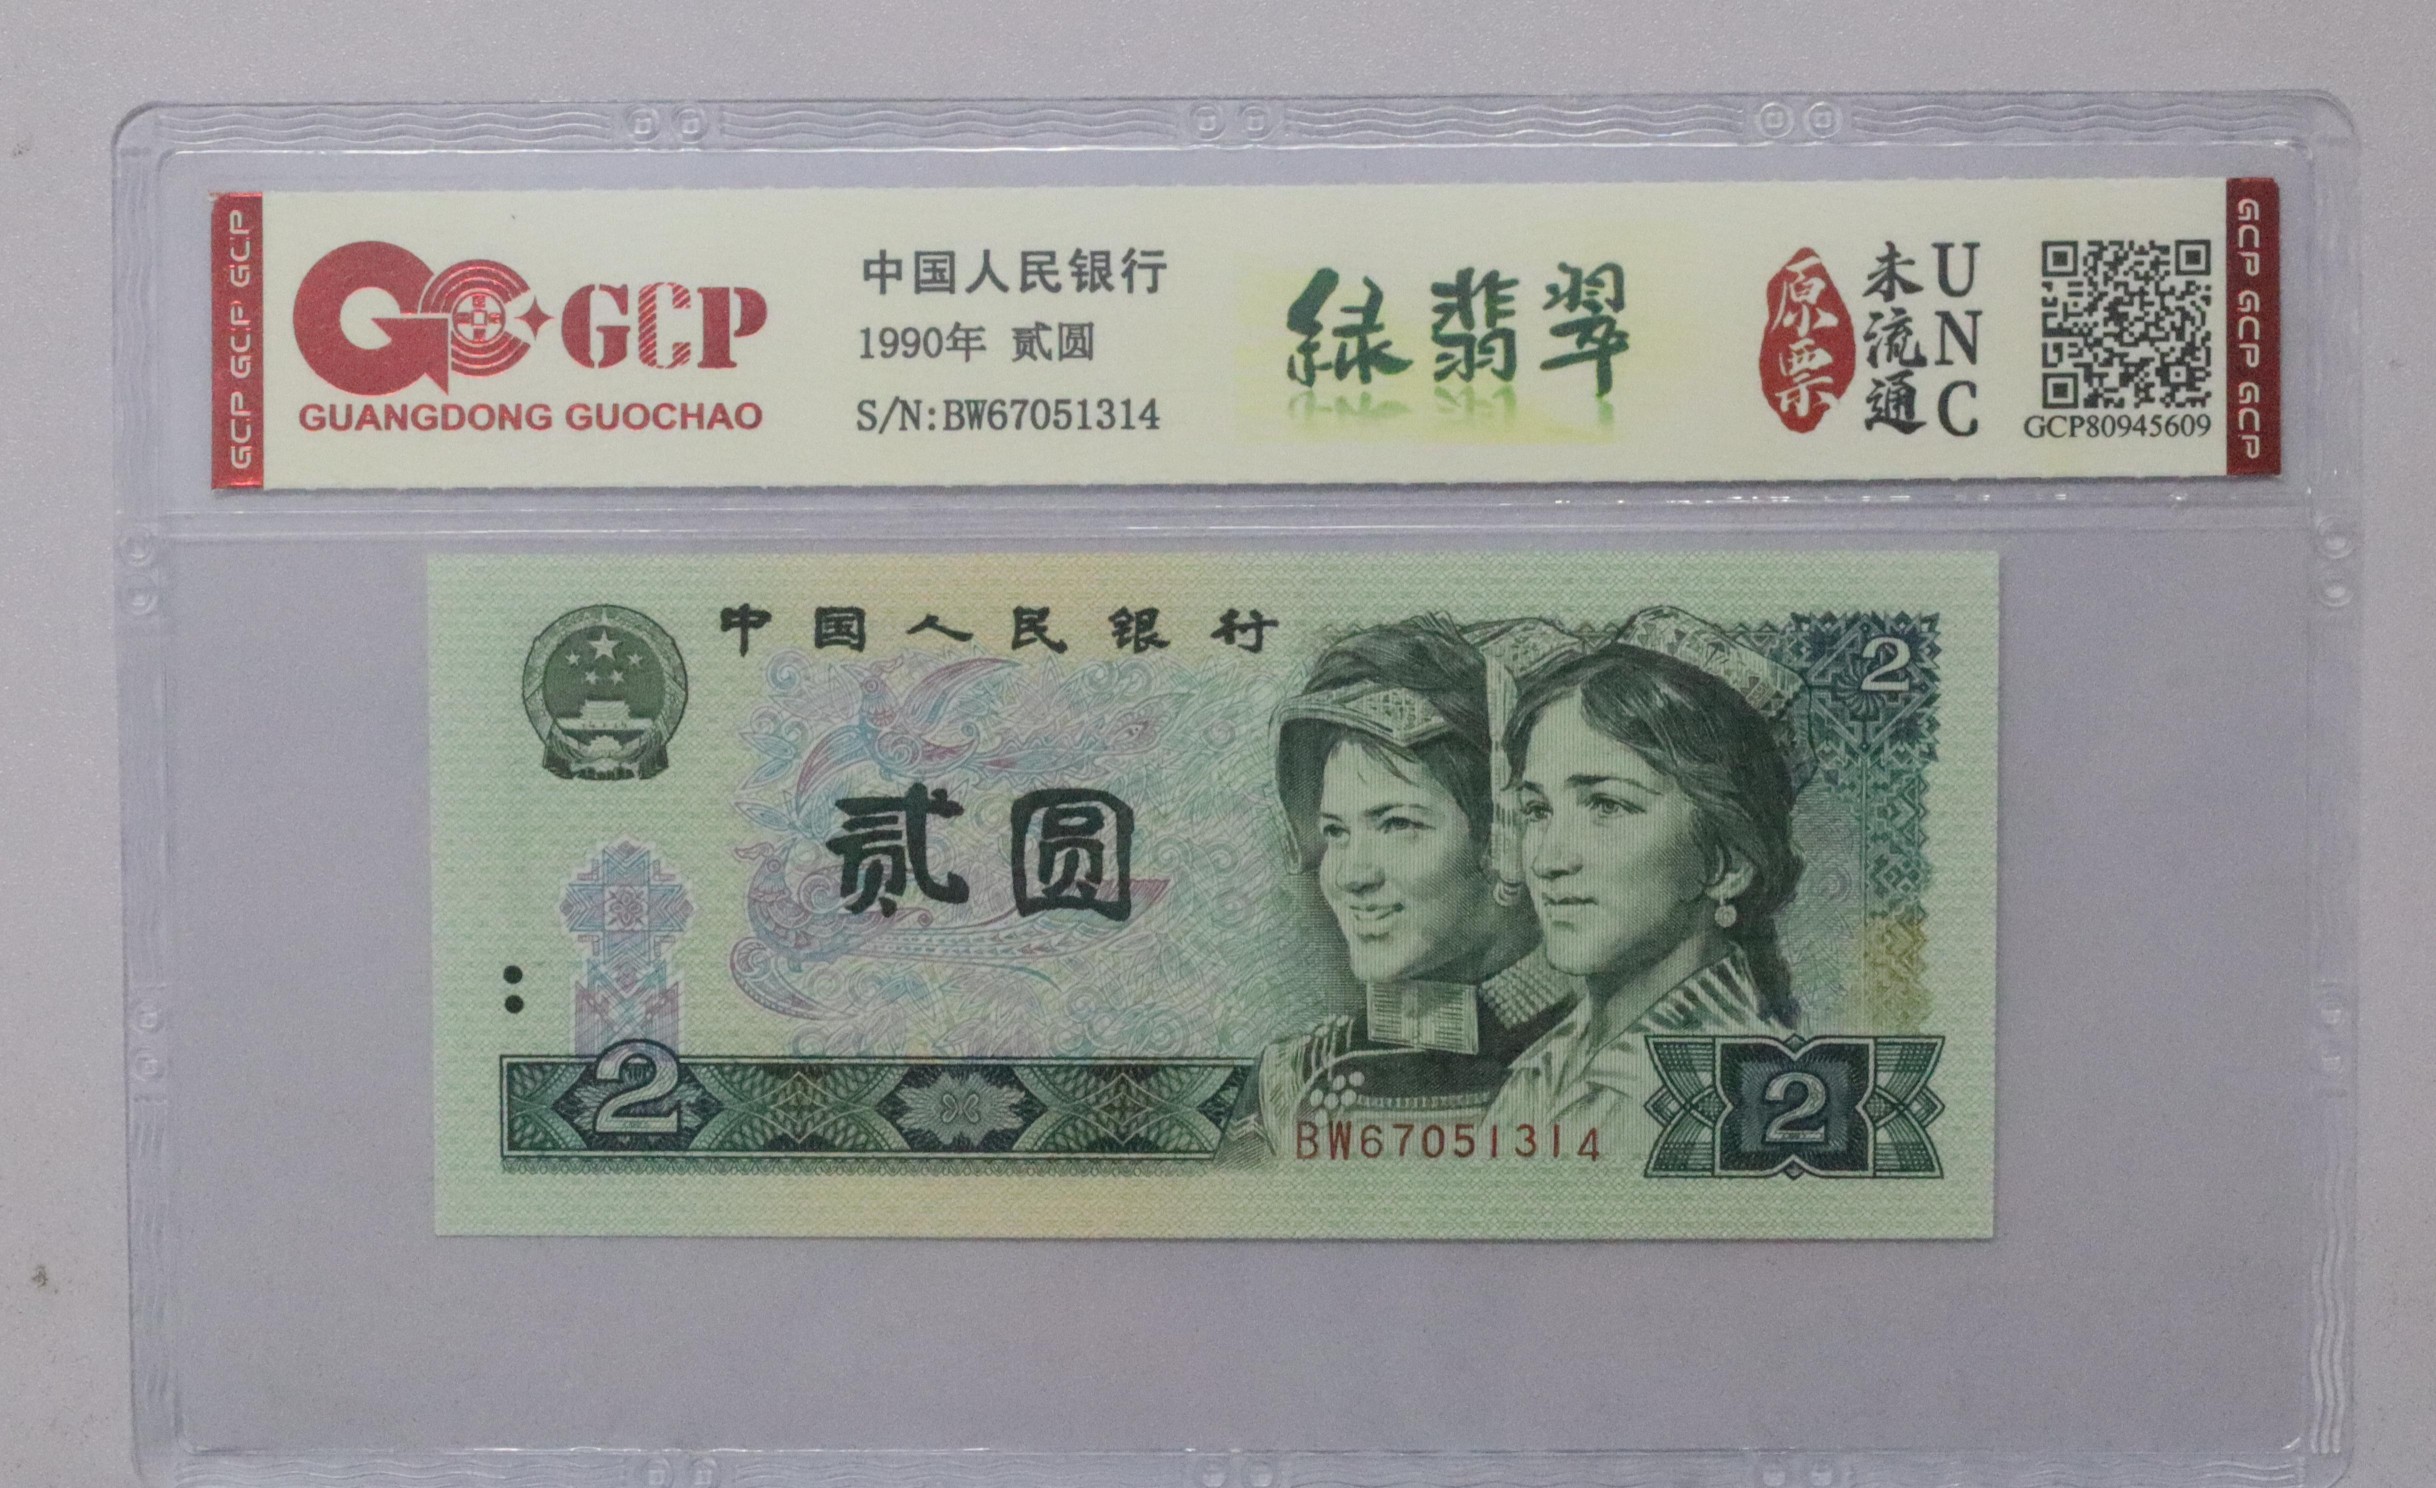 GCP GCP GCP
GCP
GUANGDONG GUOCHAO
中国人民银行
1990年 贰圆
S/N:BW67051314
绿翡翠
原票
未流通
UNC
GCP80945609
GCP GCP GCP
中国人民银行
2
贰圆
2
BW67051314
2